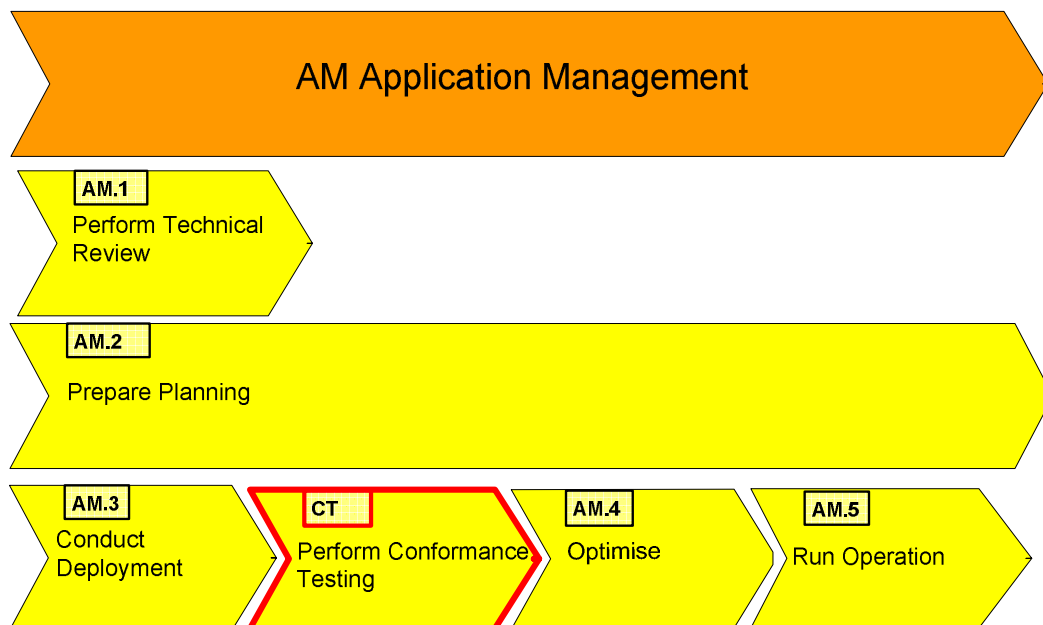 AM Application Management
AM.1
Perform Technical
Review
AM.2
Prepare Planning
AM.3
Conduct
Deployment
CT
Perform Conformance
Testing
AM.4
Optimise
AM.5
Run Operation